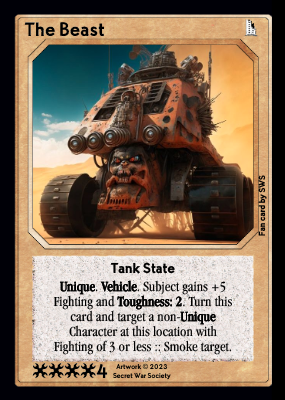 The Beast
Fan card by SWS
Tank State
Unique. Vehicle. Subject gains +5
Fighting and Toughness: 2. Turn this
card and target a non-Unique
Character at this location with
Fighting of 3 or less :: Smoke target.
4
Artwork © 2023
Secret War Society